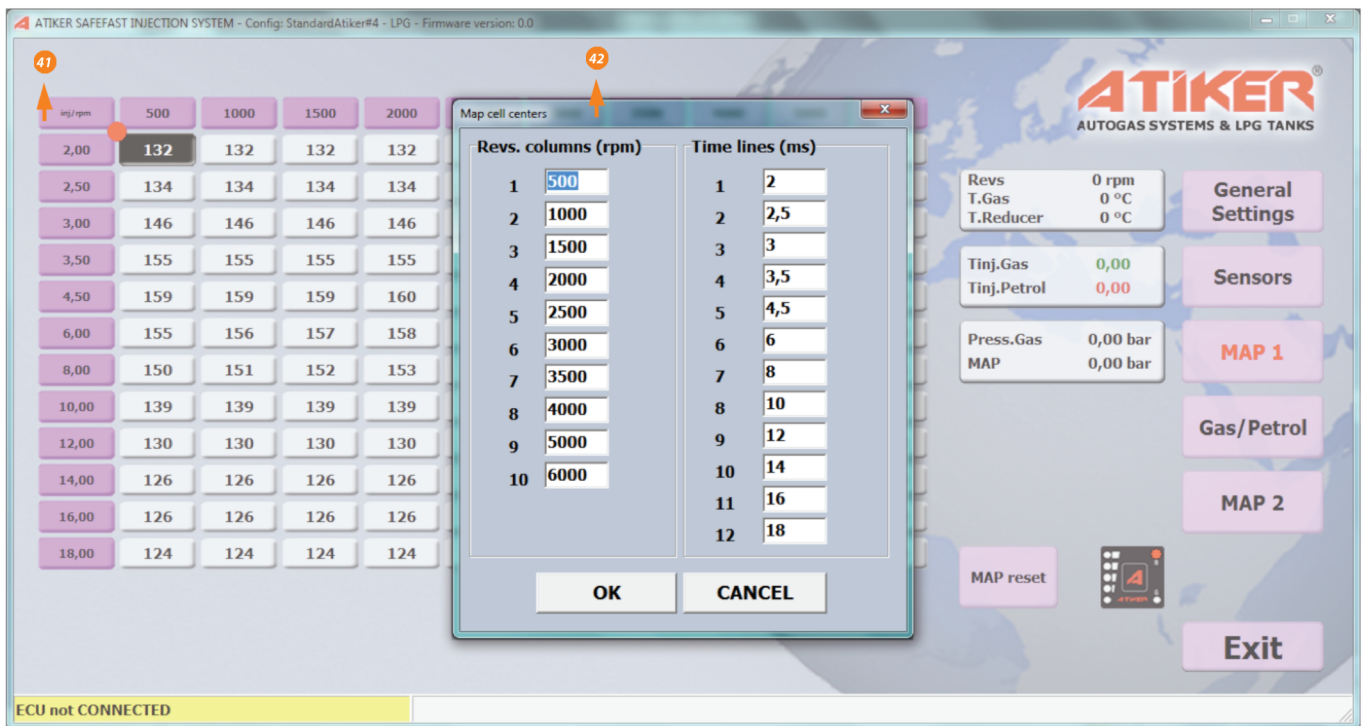 ATIKER SAFEFAST INJECTION SYSTEM - Config: StandardAtiker#4 - LPG - Firmware version: 0.0
41
42
ATİKER®
AUTOGAS SYSTEMS & LPG TANKS
inj/rpm 500 1000 1500 2000
2,00 132 132 132 132
2,50 134 134 134 134
3,00 146 146 146 146
3,50 155 155 155 155
4,50 159 159 159 160
6,00 155 156 157 158
8,00 150 151 152 153
10,00 139 139 139 139
12,00 130 130 130 130
14,00 126 126 126 126
16,00 126 126 126 126
18,00 124 124 124 124
Map cell centers
Revs. columns (rpm)
1 500
2 1000
3 1500
4 2000
5 2500
6 3000
7 3500
8 4000
9 5000
10 6000
Time lines (ms)
1 2
2 2,5
3 3
4 3,5
5 4,5
6 6
7 8
8 10
9 12
10 14
11 16
12 18
OK
CANCEL
Revs 0 rpm
T.Gas 0 °C
T.Reducer 0 °C
Tinj.Gas 0,00
Tinj.Petrol 0,00
Press.Gas 0,00 bar
MAP 0,00 bar
General
Settings
Sensors
MAP 1
Gas/Petrol
MAP 2
MAP reset
ATIKER
Exit
ECU not CONNECTED